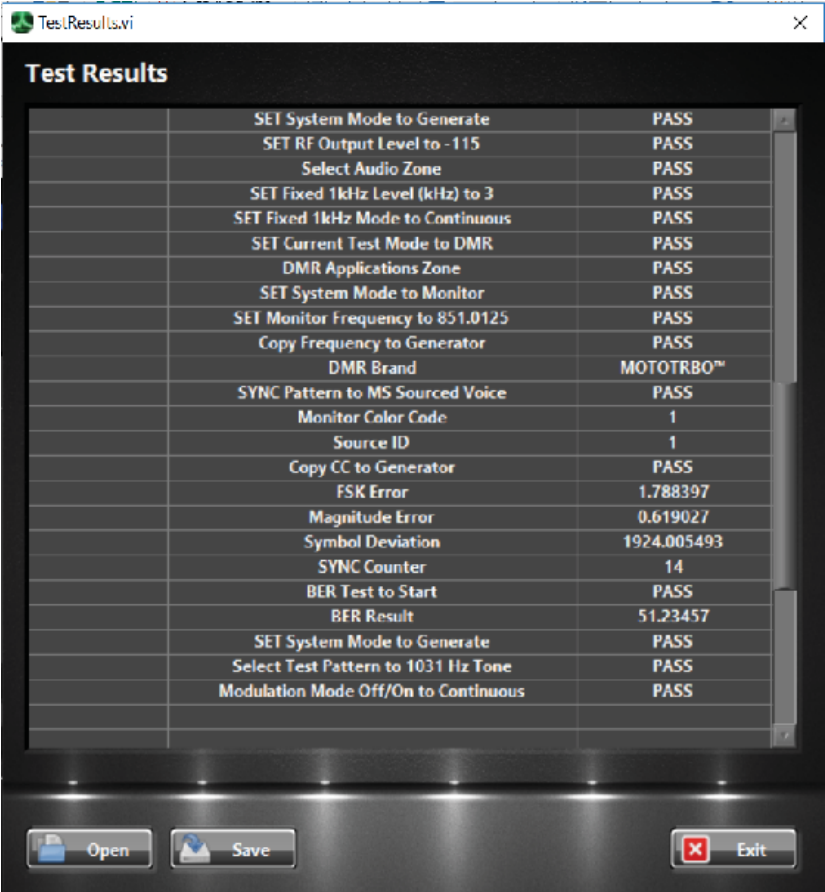 TestResults.vi
Test Results
SET System Mode to Generate PASS
SET RF Output Level to -115 PASS
Select Audio Zone PASS
SET Fixed 1kHz Level (kHz) to 3 PASS
SET Fixed 1kHz Mode to Continuous PASS
SET Current Test Mode to DMR PASS
DMR Applications Zone PASS
SET System Mode to Monitor PASS
SET Monitor Frequency to 851.0125 PASS
Copy Frequency to Generator PASS
DMR Brand MOTOTRBO™
SYNC Pattern to MS Sourced Voice PASS
Monitor Color Code 1
Source ID 1
Copy CC to Generator PASS
FSK Error 1.788397
Magnitude Error 0.619027
Symbol Deviation 1924.005493
SYNC Counter 14
BER Test to Start PASS
BER Result 51.23457
SET System Mode to Generate PASS
Select Test Pattern to 1031 Hz Tone PASS
Modulation Mode Off/On to Continuous PASS
Open Save Exit